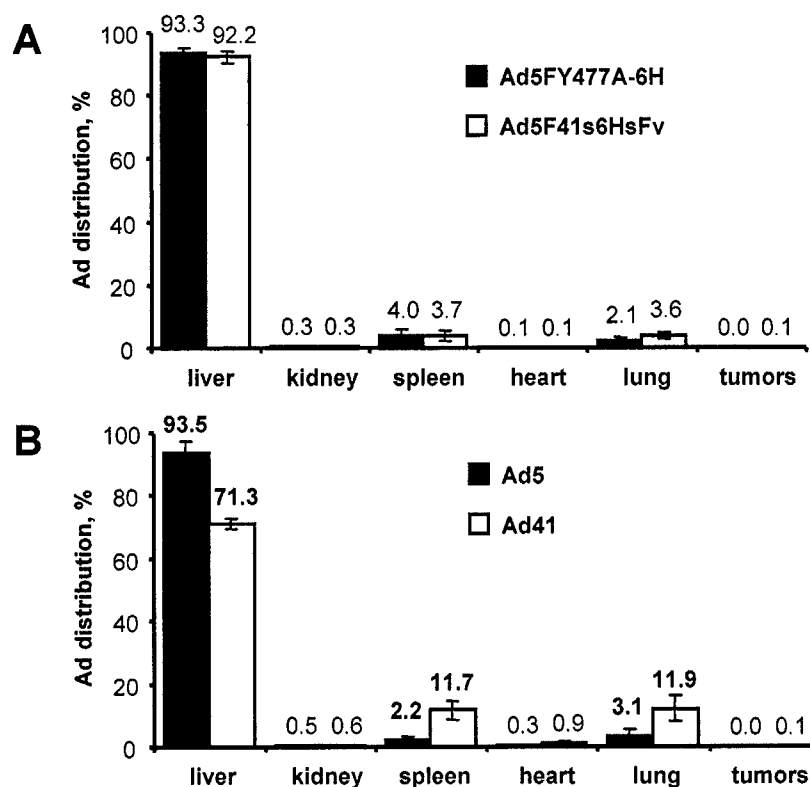 A
Ad distribution, %
100
80
60
40
20
0
93.3 92.2
0.3 0.3
4.0 3.7
0.1 0.1
2.1 3.6
0.0 0.1
Ad5FY477A-6H
Ad5F41s6HsFv
liver kidney spleen heart lung tumors
B
Ad distribution, %
100
80
60
40
20
0
93.5 71.3
0.5 0.6
2.2 11.7
0.3 0.9
3.1 11.9
0.0 0.1
Ad5
Ad41
liver kidney spleen heart lung tumors